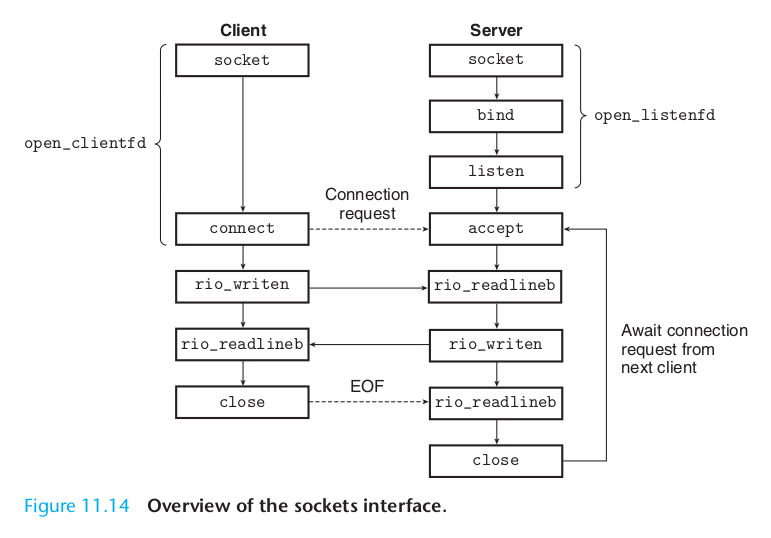 Client
Server
socket
socket
bind
open_clientfd
open_listenfd
listen
Connection
request
connect
accept
rio_writen
rio_readlineb
Await connection
request from
next client
rio_readlineb
rio_writen
EOF
close
rio_readlineb
close
Figure 11.14 Overview of the sockets interface.